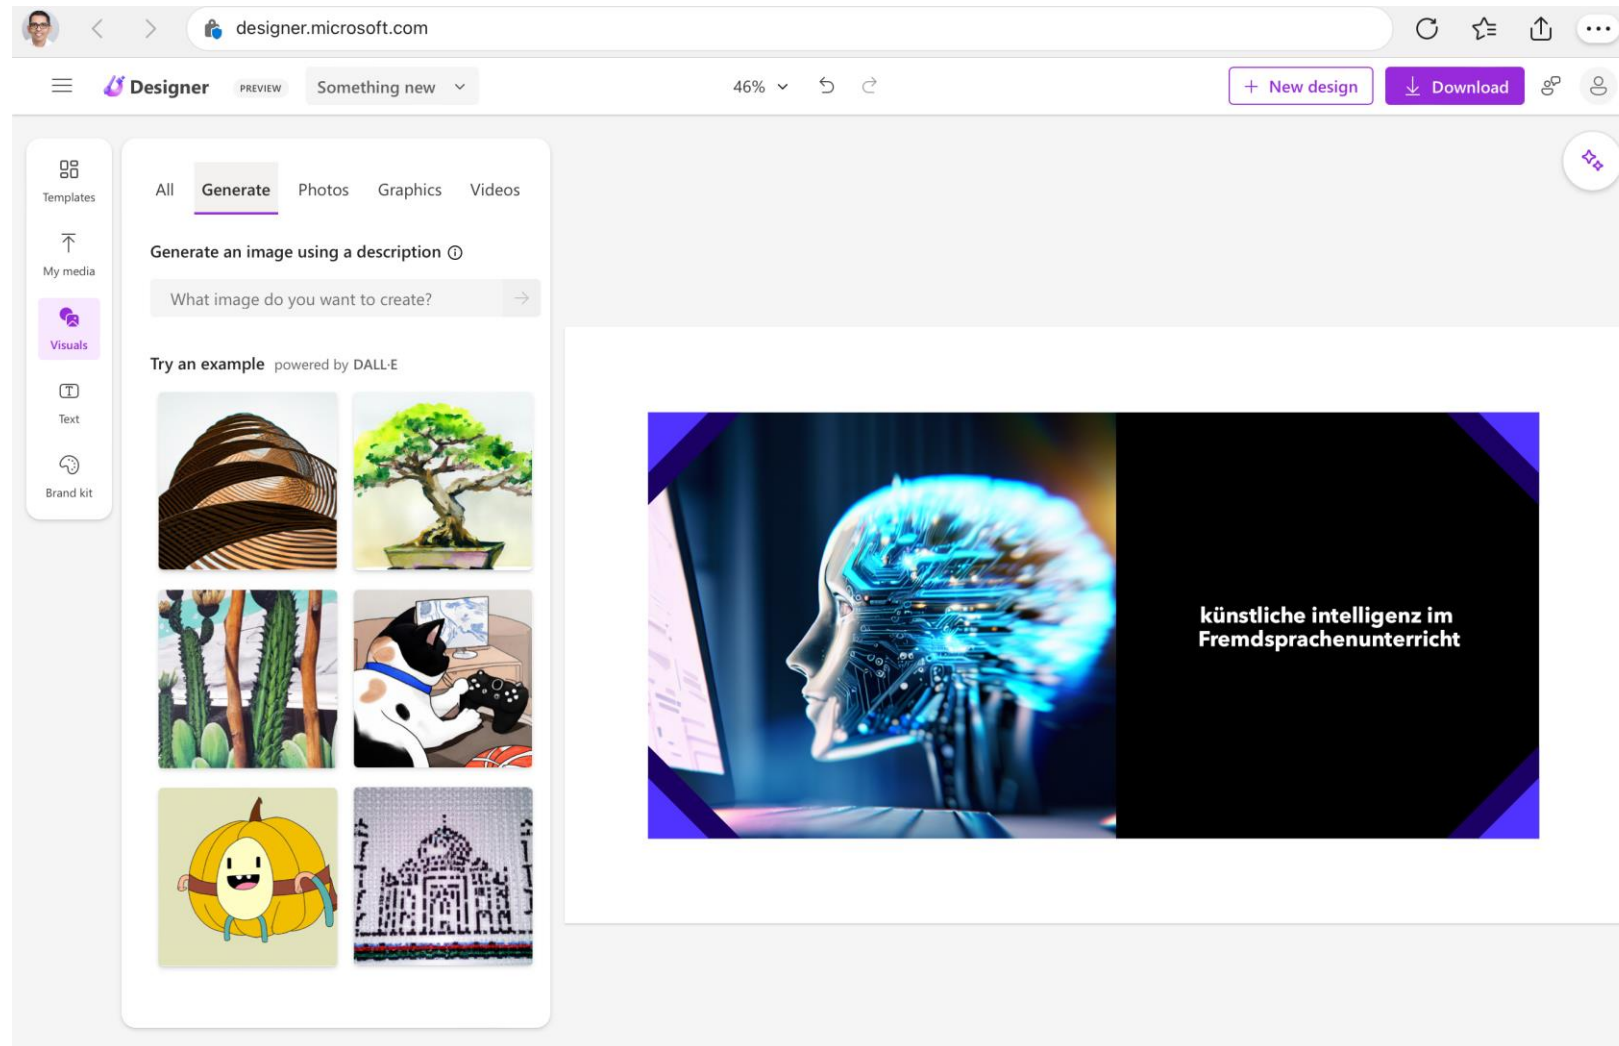 designer.microsoft.com
Designer PREVIEW Something new 46% + New design Download
Templates
My media
Visuals
Text
Brand kit
All Generate Photos Graphics Videos
Generate an image using a description
What image do you want to create?
Try an example powered by DALL·E
künstliche intelligenz im
Fremdsprachenunterricht